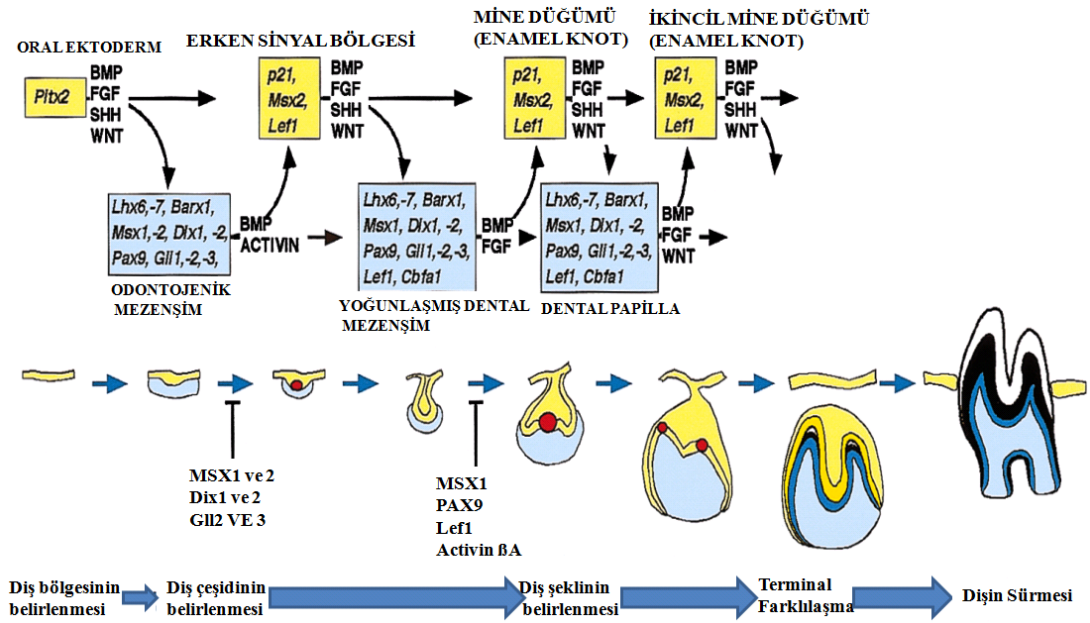 ORAL EKTODERM
ERKEN SİNYAL BÖLGESİ
MİNE DÜĞÜMÜ
(ENAMEL KNOT)
İKİNCİL MİNE DÜĞÜMÜ
(ENAMEL KNOT)
Pitx2
BMP
FGF
SHH
WNT
p21,
Msx2,
Lef1
BMP
FGF
SHH
WNT
p21,
Msx2,
Lef1
BMP
FGF
SHH
WNT
p21,
Msx2,
Lef1
BMP
FGF
SHH
WNT
Lhx6,-7, Barx1,
Msx1,-2, Dlx1, -2,
Pax9, Gli1,-2,-3,
BMP
ACTIVIN
Lhx6,-7, Barx1,
Msx1, Dlx1, -2,
Pax9, Gli1,-2,-3,
Lef1, Cbfa1
BMP
FGF
Lhx6,-7, Barx1,
Msx1, Dlx1, -2,
Pax9, Gli1,-2,-3,
Lef1, Cbfa1
BMP
FGF
WNT
ODONTOJENİK
MEZENŞİM
YOĞUNLAŞMIŞ DENTAL
MEZENŞİM
DENTAL PAPILLA
MSX1 ve 2
Dix1 ve 2
Gll2 VE 3
MSX1
PAX9
Lef1
Activin ßA
Diş bölgesinin
belirlenmesi
Diş çeşidinin
belirlenmesi
Diş şeklinin
belirlenmesi
Terminal
Farklılaşma
Dişin Sürmesi